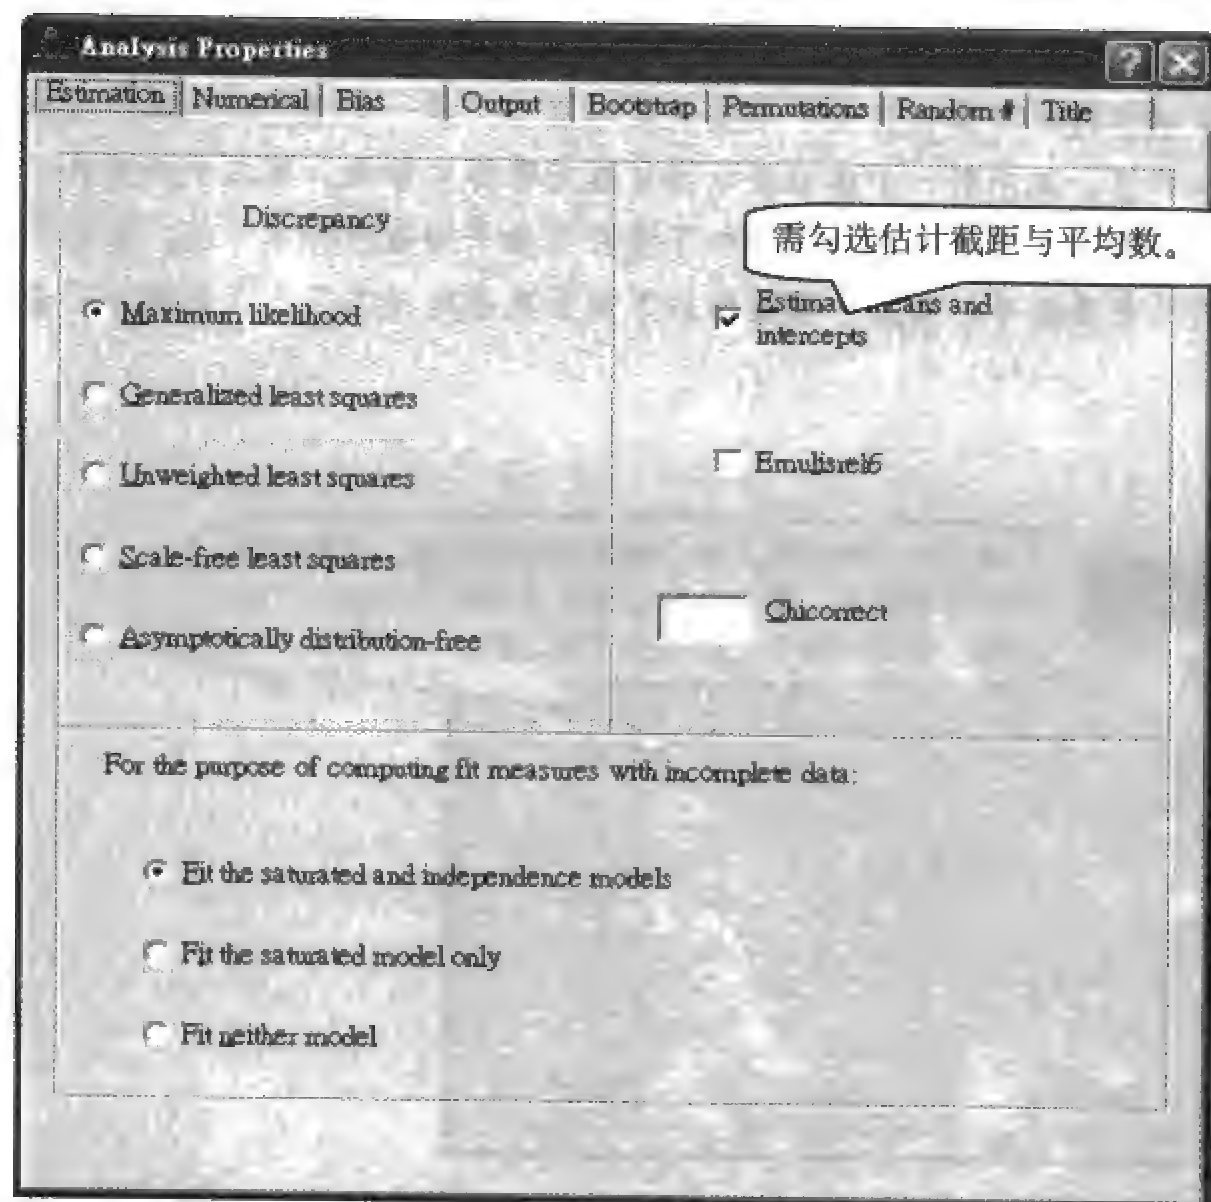 Analysis Properties
Estimation Numerical Bias Output Bootstrap Permutations Random # Title
Discrepancy
需勾选估计截距与平均数。
Maximum likelihood
Generalized least squares
Unweighted least squares
Scale-free least squares
Asymptotically distribution-free
means and
intercepts
Emulisrel6
Chicorrect
For the purpose of computing fit measures with incomplete data:
Fit the saturated and independence models
Fit the saturated model only
Fit neither model